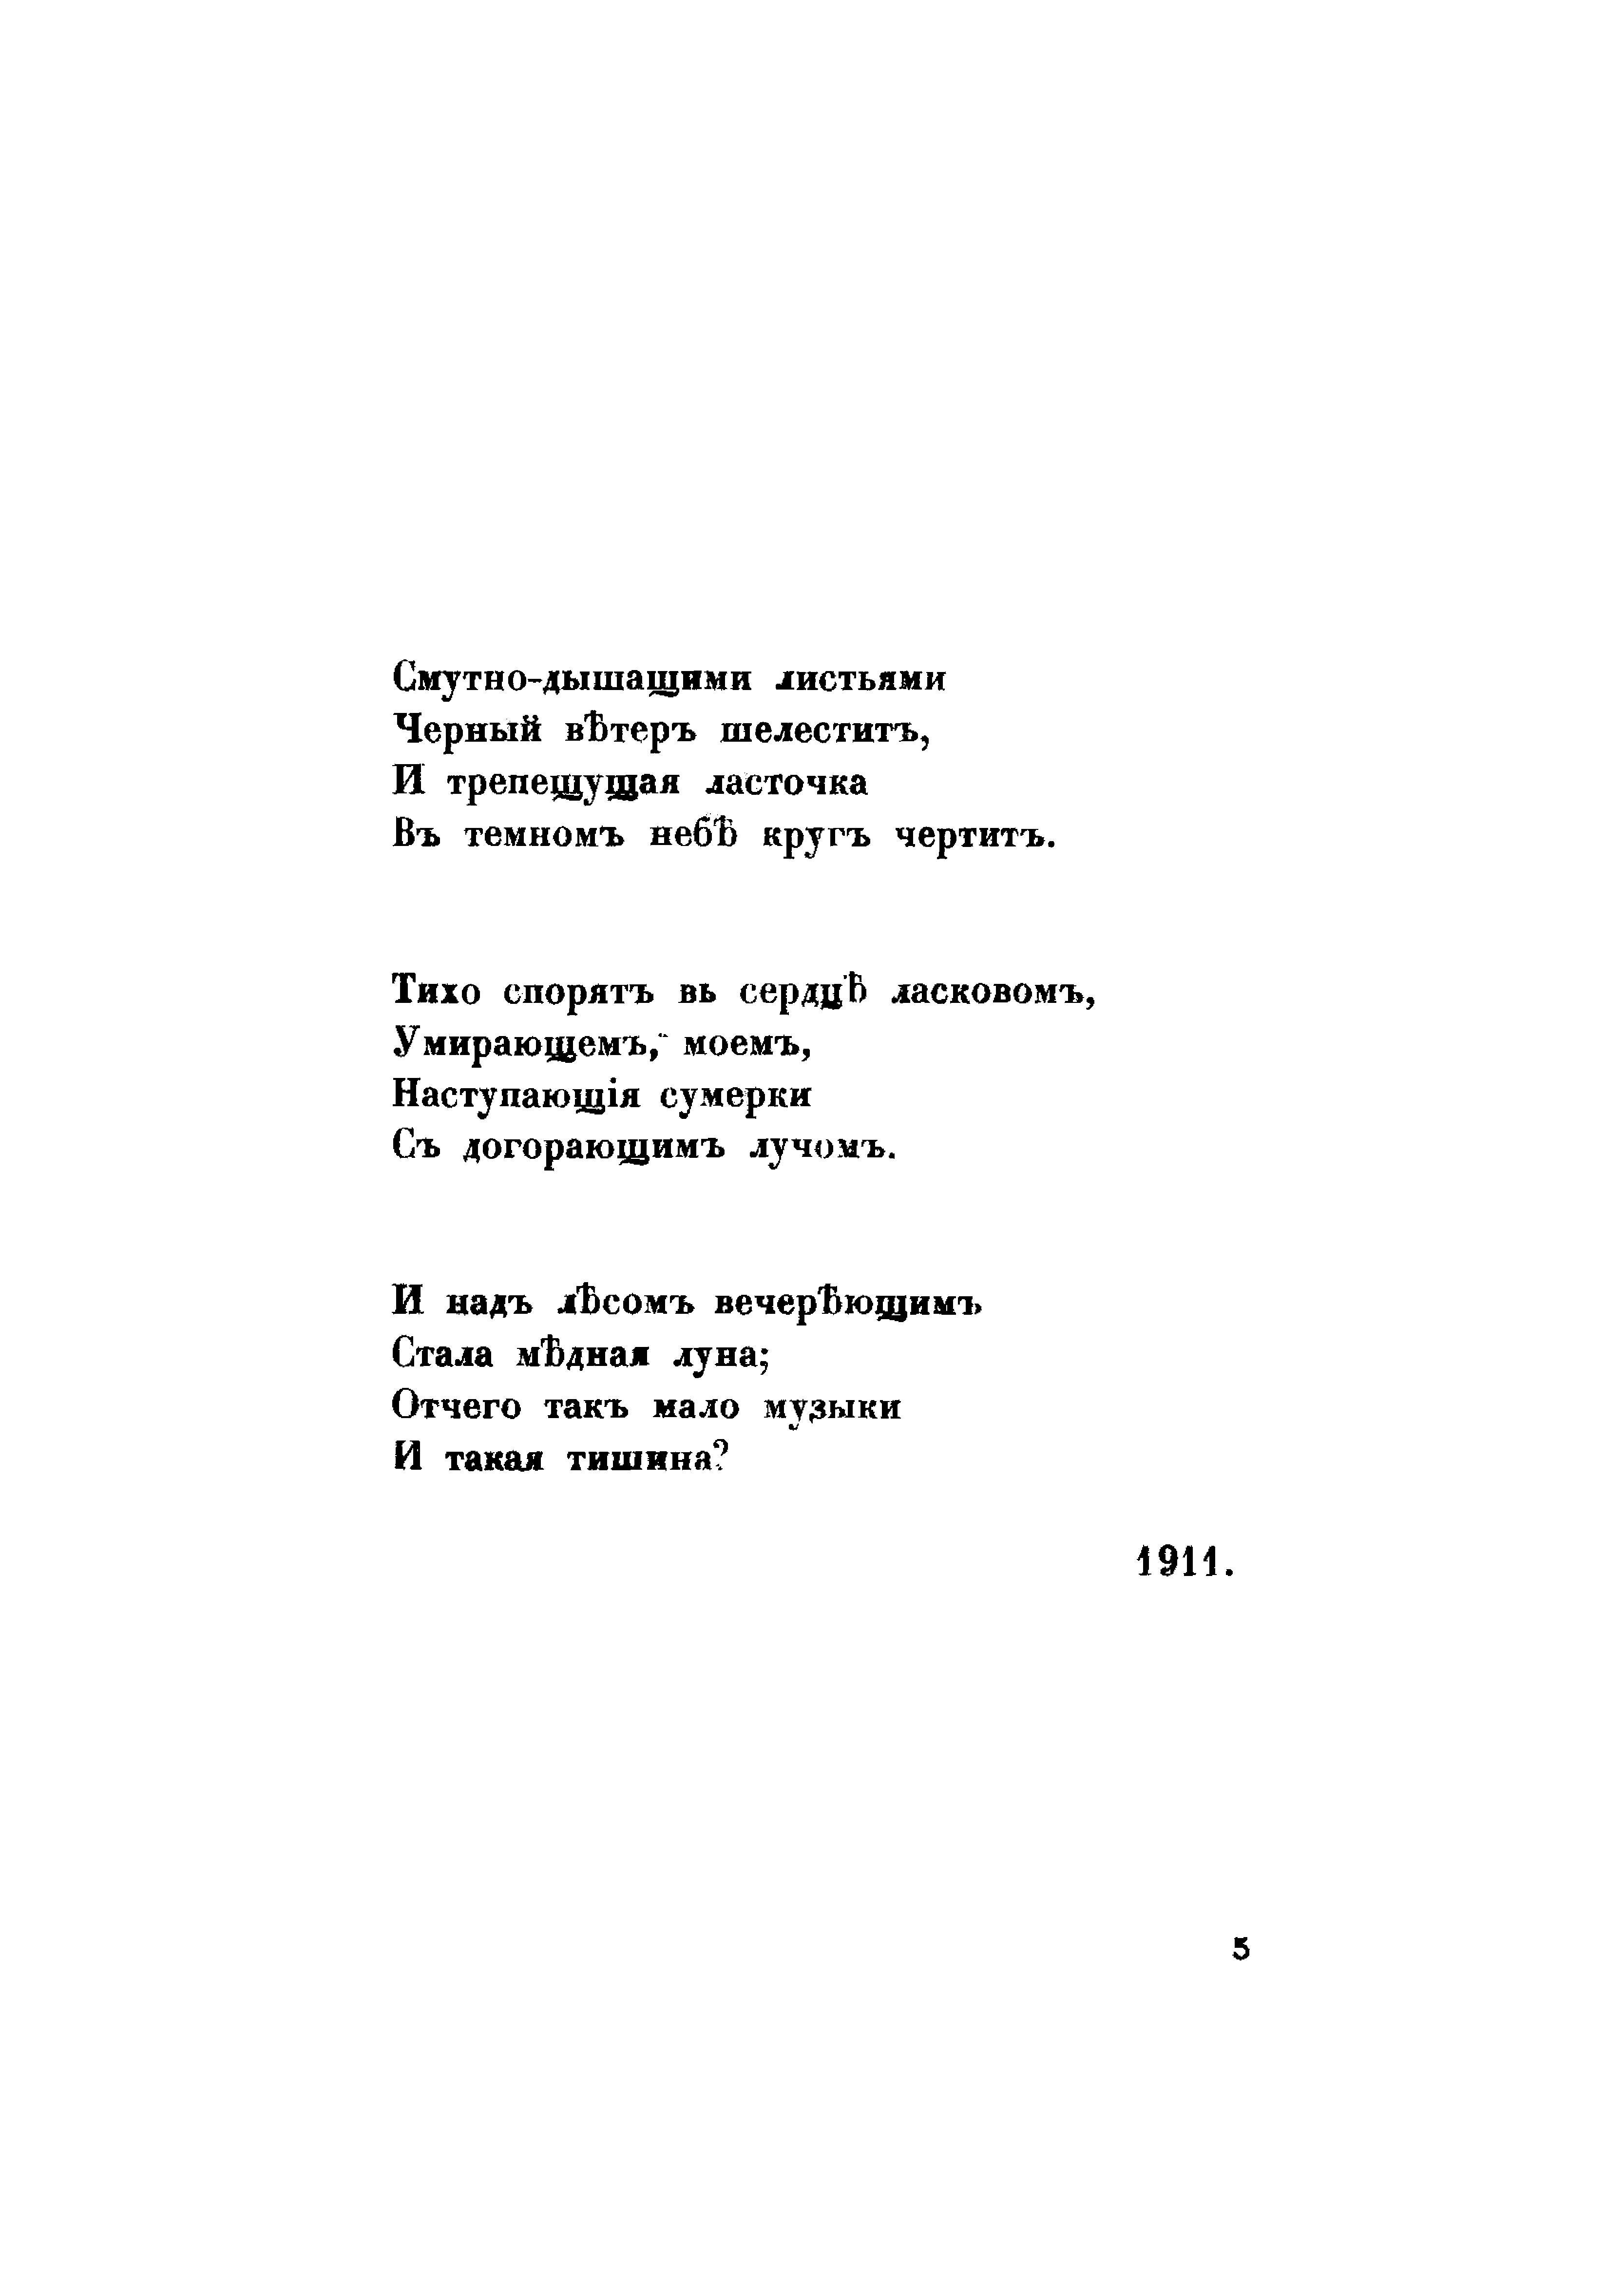 Смутно-дышащими листьями
Черный вѣтеръ шелеститъ,
И трепещущая ласточка
Въ темномъ небѣ кругъ чертитъ.
Тихо спорятъ вь сердцѣ ласковомъ,
Умирающемъ, моемъ,
Наступающія сумерки
Съ догорающимъ лучомъ.
И надъ лѣсомъ вечерѣющимъ
Стала мѣдная луна;
Отчего такъ мало музыки
И такая тишина?
1911.
5